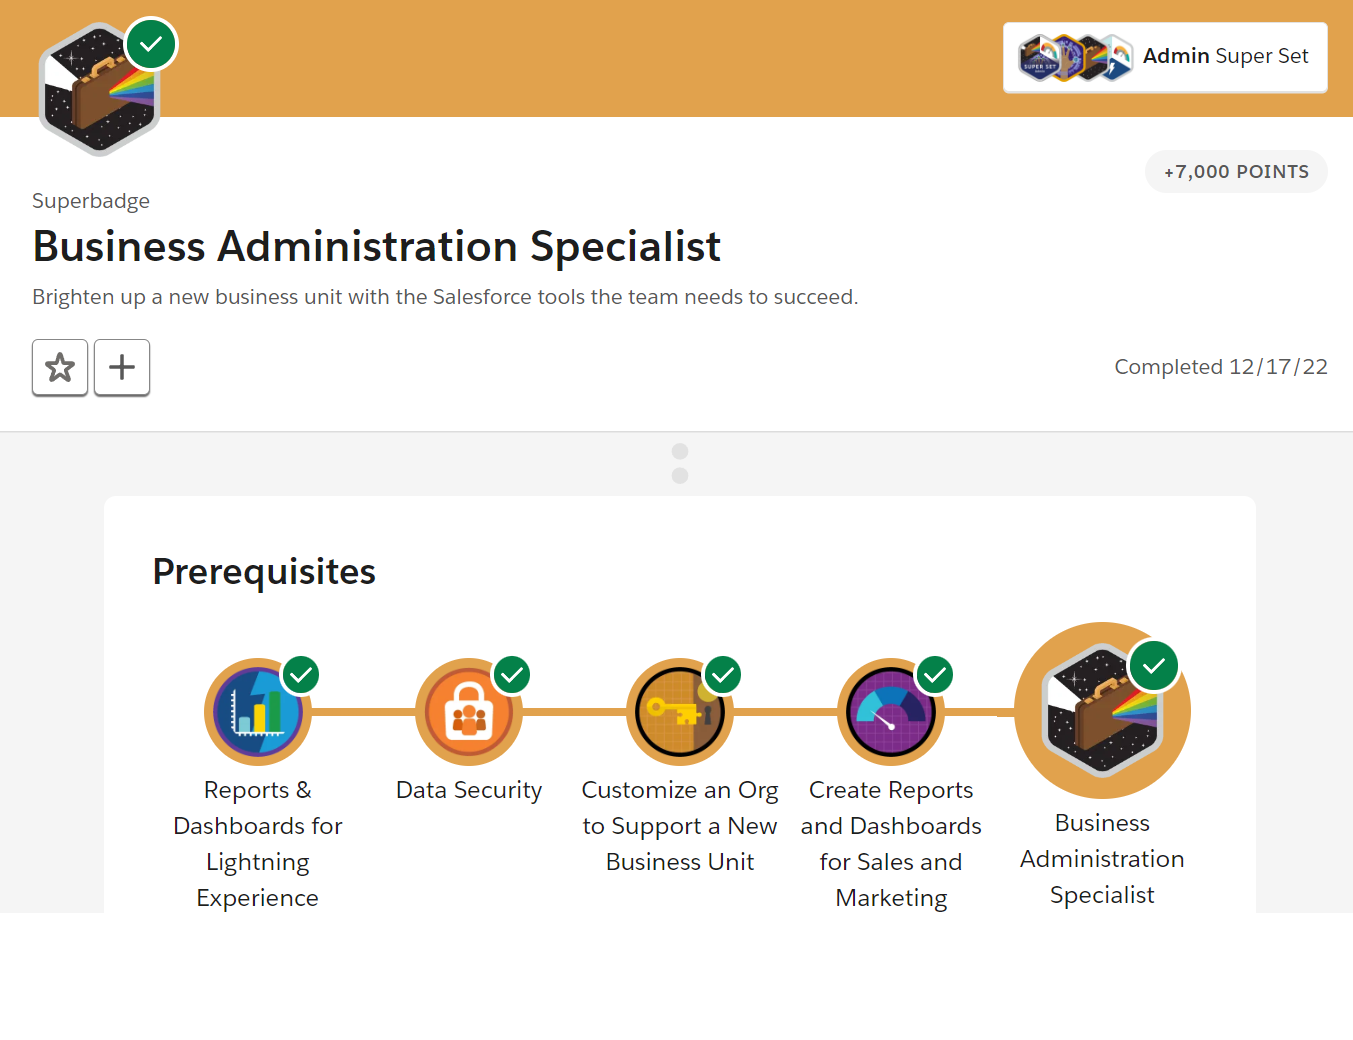 Admin Super Set
SUPER SET
+7,000 POINTS
Superbadge
Business Administration Specialist
Brighten up a new business unit with the Salesforce tools the team needs to succeed.
Completed 12/17/22
Prerequisites
Reports &
Dashboards for
Lightning
Experience
Data Security
Customize an Org
to Support a New
Business Unit
Create Reports
and Dashboards
for Sales and
Marketing
Business
Administration
Specialist